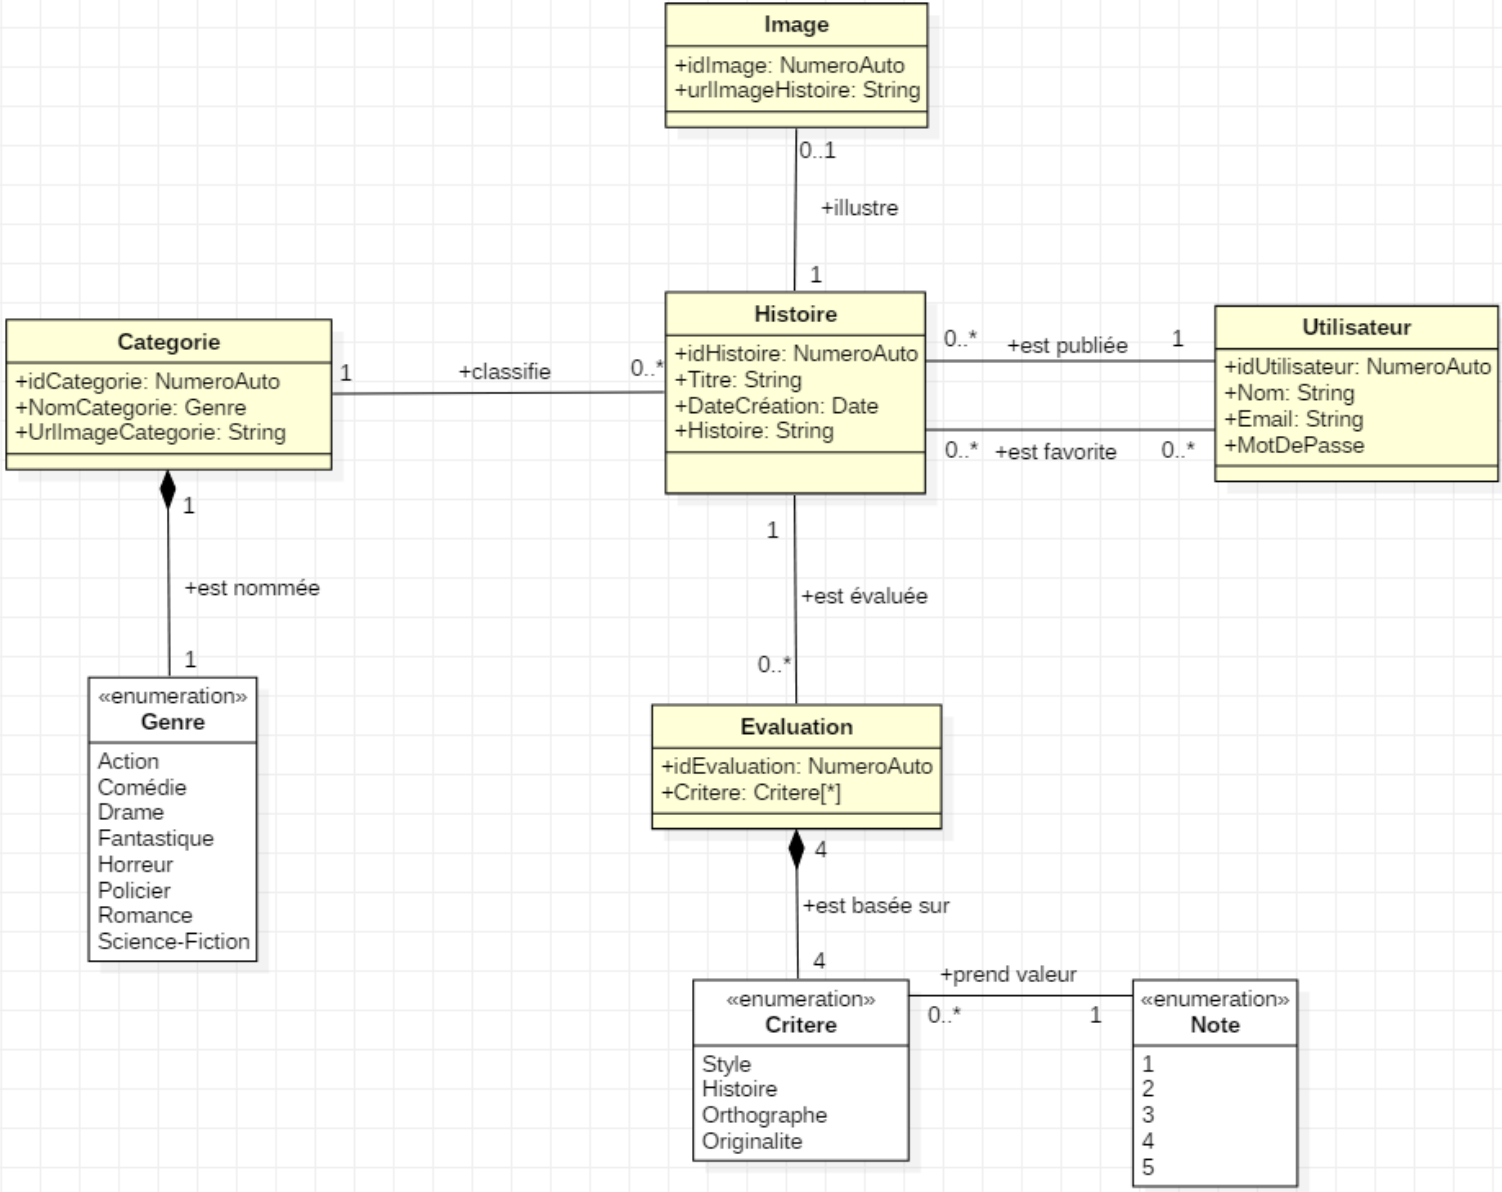 Image
+idImage: NumeroAuto
+urlImageHistoire: String
0..1
+illustre
1
Categorie
+idCategorie: NumeroAuto
+NomCategorie: Genre
+UrlImageCategorie: String
1
+classifie
0..*
Histoire
+idHistoire: NumeroAuto
+Titre: String
+DateCréation: Date
+Histoire: String
0..*
+est publiée
1
0..*
+est favorite
0..*
Utilisateur
+idUtilisateur: NumeroAuto
+Nom: String
+Email: String
+MotDePasse
1
+est nommée
1
«enumeration»
Genre
Action
Comédie
Drame
Fantastique
Horreur
Policier
Romance
Science-Fiction
1
+est évaluée
0..*
Evaluation
+idEvaluation: NumeroAuto
+Critere: Critere[*]
4
+est basée sur
4
«enumeration»
Critere
Style
Histoire
Orthographe
Originalite
+prend valeur
0..*
1
«enumeration»
Note
1
2
3
4
5